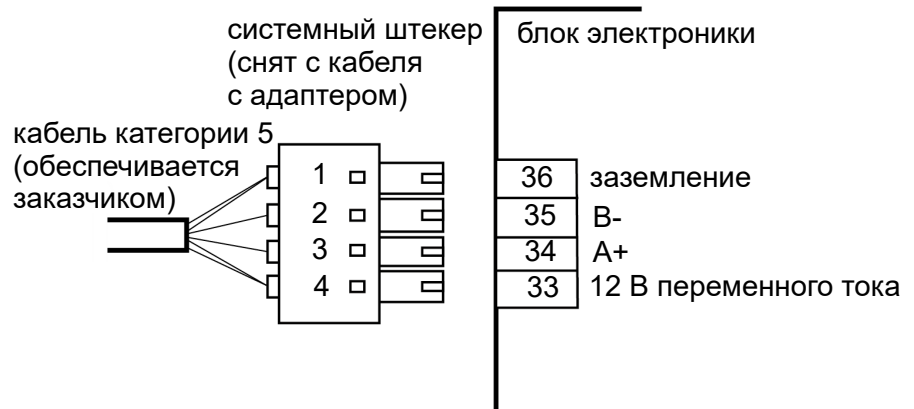 системный штекер
(снят с кабеля
с адаптером)
блок электроники
кабель категории 5
(обеспечивается
заказчиком)
1
2
3
4
36 заземление
35 B-
34 A+
33 12 В переменного тока